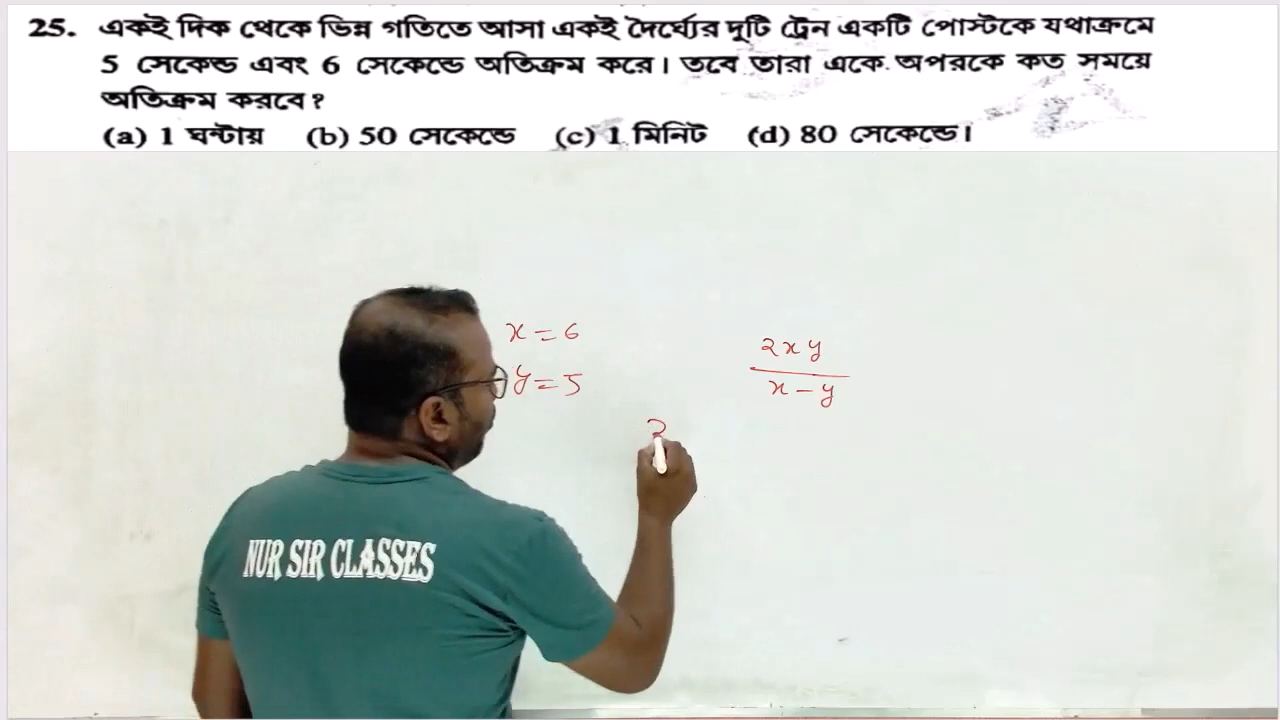 25. একই দিক থেকে ভিন্ন গতিতে আসা একই দৈর্ঘ্যের দুটি ট্রেন একটি পোস্টকে যথাক্রমে
5 সেকেন্ড এবং 6 সেকেন্ডে অতিক্রম করে। তবে তারা একে অপরকে কত সময়ে
অতিক্রম করবে?
(a) 1 ঘন্টায় (b) 50 সেকেন্ডে (c) 1 মিনিট (d) 80 সেকেন্ডে।
x = 6
y = 5
2xy
x - y
2
NUR SIR CLASSES